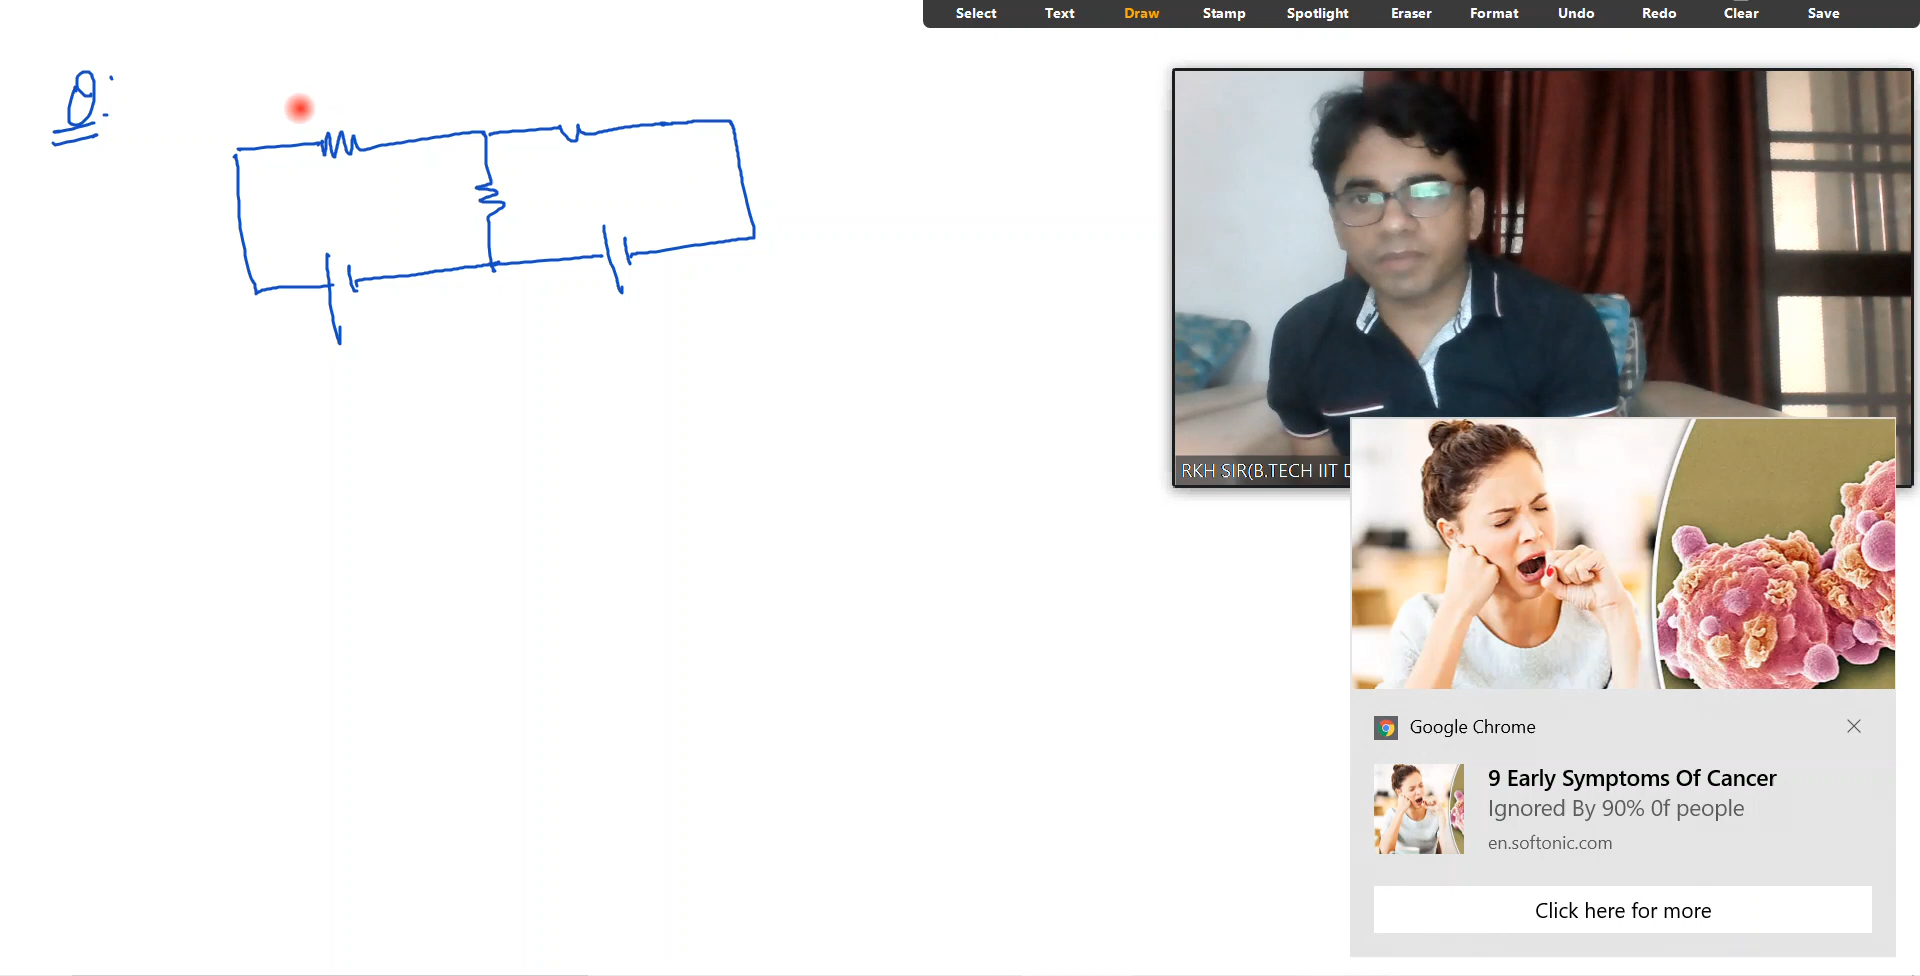 Select Text Draw Stamp Spotlight Eraser Format Undo Redo Clear Save
Q:
RKH SIR(B.TECH IIT D
Google Chrome
9 Early Symptoms Of Cancer
Ignored By 90% 0f people
en.softonic.com
Click here for more